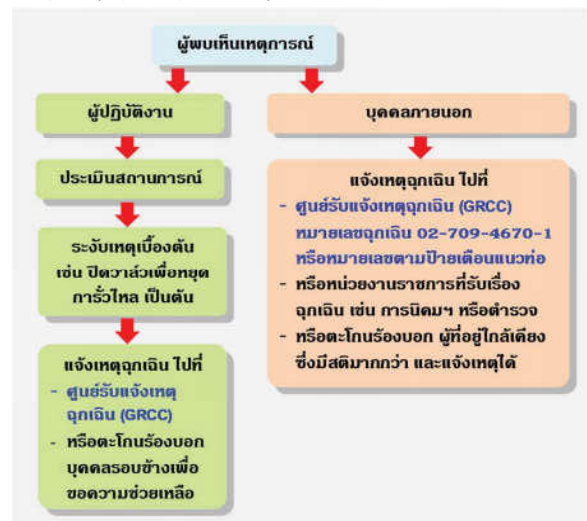 ผู้พบเห็นเหตุการณ์
ผู้ปฏิบัติงาน
ประเมินสถานการณ์
ระงับเหตุเบื้องต้น
เช่น ปิดวาล์วเพื่อหยุด
การรั่วไหล เป็นต้น
แจ้งเหตุฉุกเฉิน ไปที่
- ศูนย์รับแจ้งเหตุ
ฉุกเฉิน (GRCC)
- หรือตะโกนร้องบอก
บุคคลรอบข้างเพื่อ
ขอความช่วยเหลือ
บุคคลภายนอก
แจ้งเหตุฉุกเฉิน ไปที่
- ศูนย์รับแจ้งเหตุฉุกเฉิน (GRCC)
หมายเลขฉุกเฉิน 02-709-4670-1
หรือหมายเลขตามป้ายเตือนแนวท่อ
- หรือหน่วยงานราชการที่รับเรื่อง
ฉุกเฉิน เช่น การนิคมฯ หรือตำรวจ
- หรือตะโกนร้องบอก ผู้ที่อยู่ใกล้เคียง
ซึ่งมีสติมากกว่า และแจ้งเหตุได้